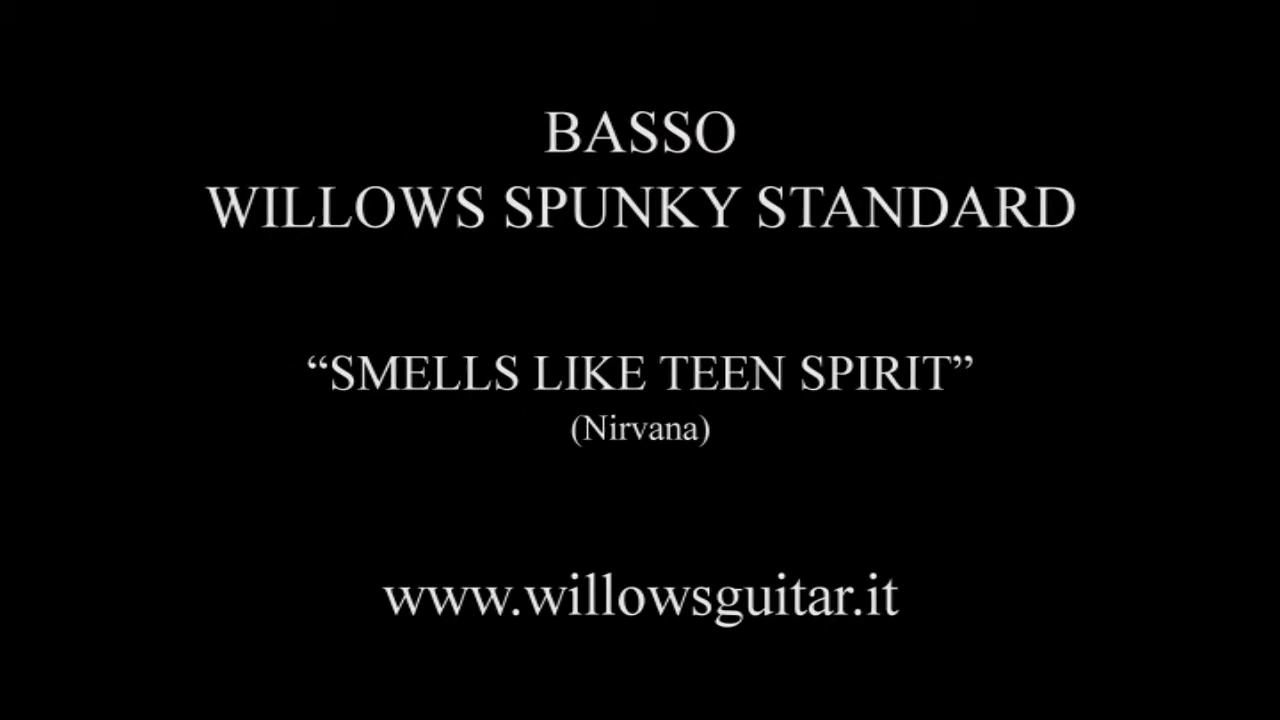 BASSO
WILLOWS SPUNKY STANDARD
“SMELLS LIKE TEEN SPIRIT”
(Nirvana)
www.willowsguitar.it